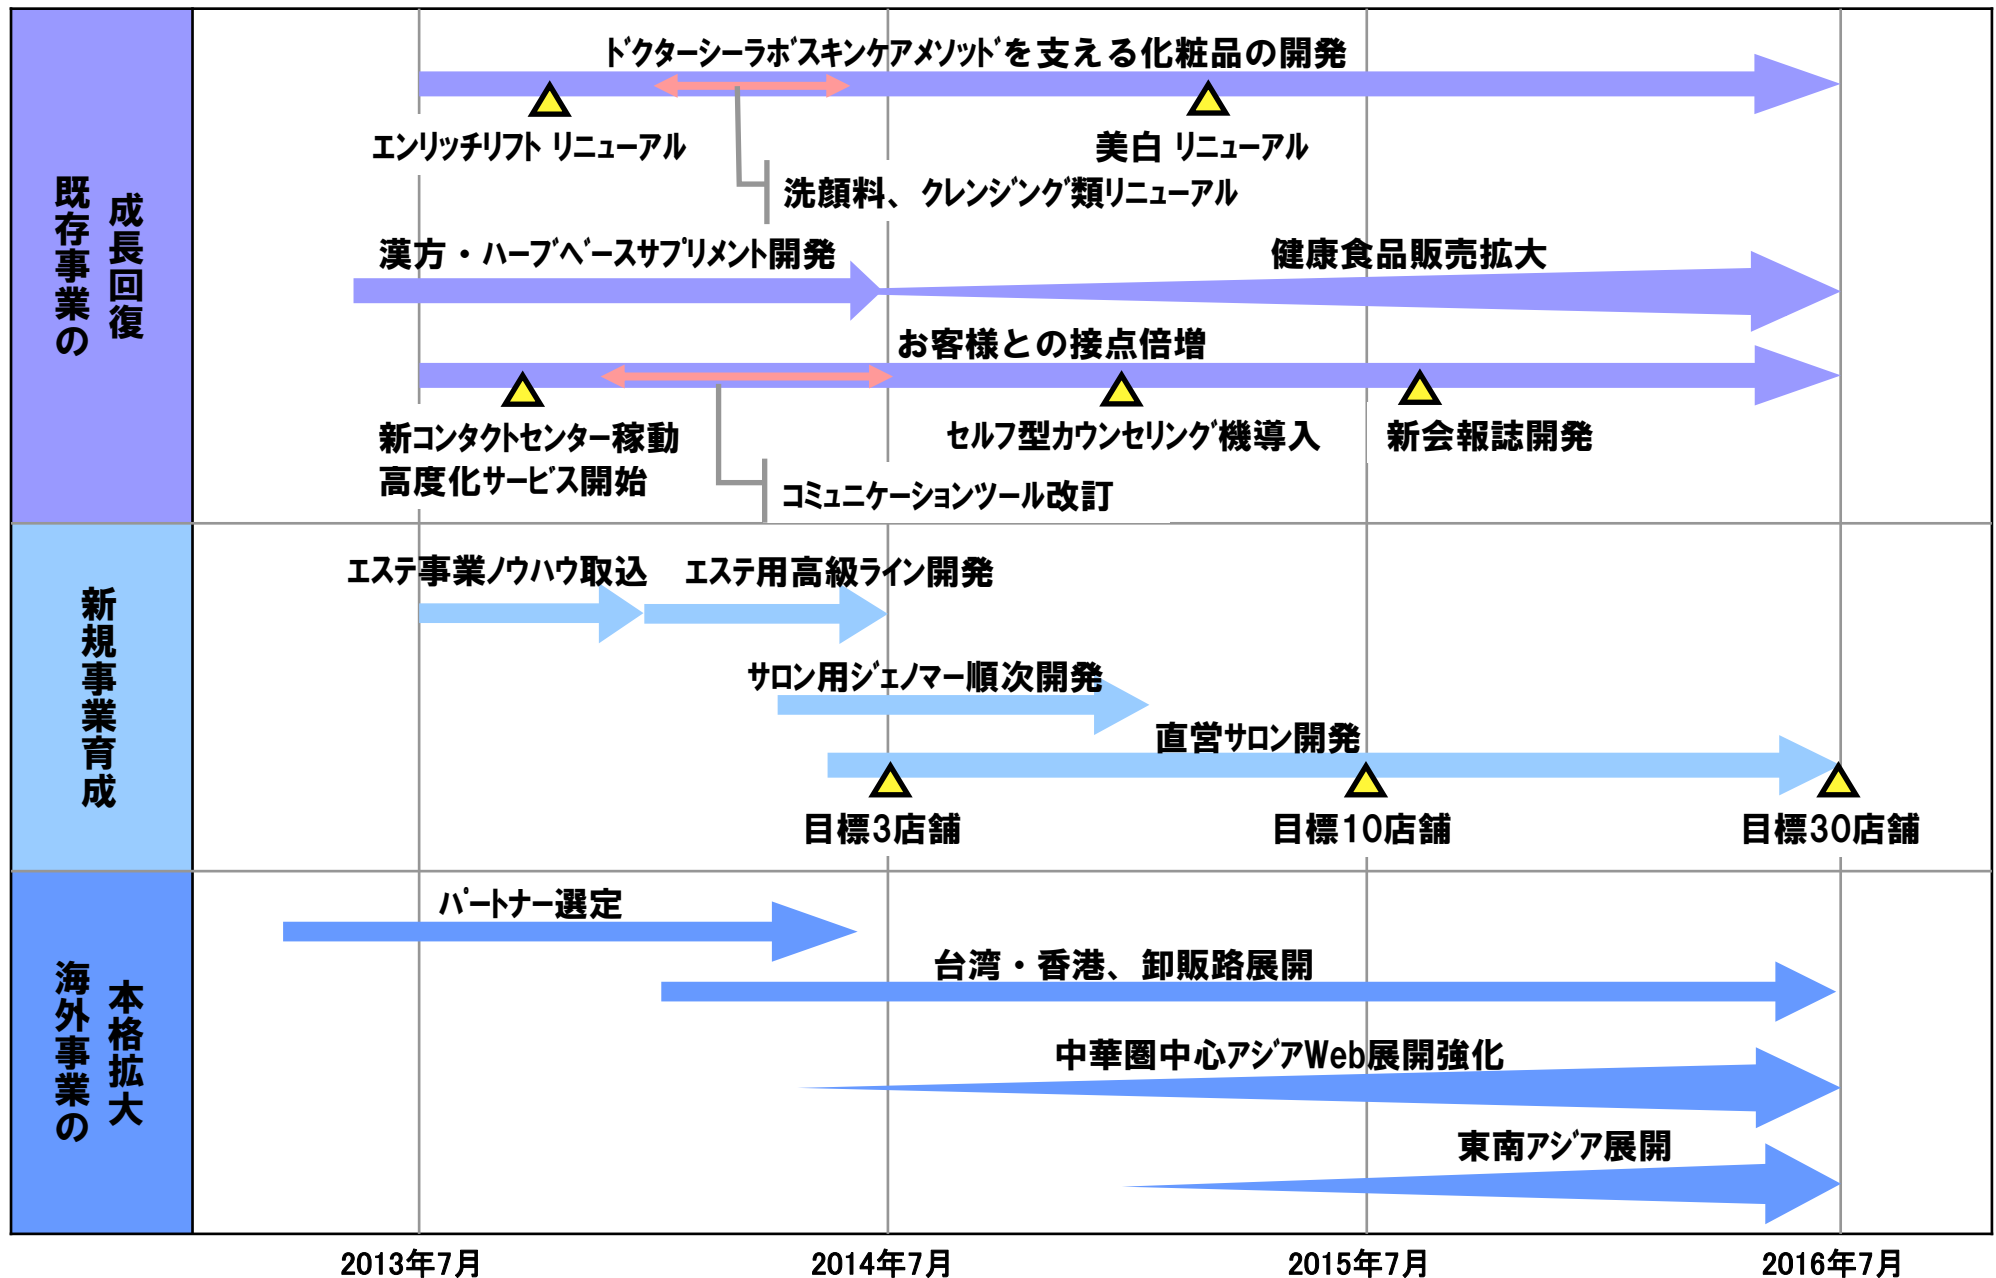 既存事業の
成長回復
ﾄﾞｸﾀｰｼｰﾗﾎﾞｽｷﾝｹｱﾒｿｯﾄﾞを支える化粧品の開発
ｴﾝﾘｯﾁﾘﾌﾄ ﾘﾆｭｰｱﾙ
美白 ﾘﾆｭｰｱﾙ
洗顔料、ｸﾚﾝｼﾞﾝｸﾞ類ﾘﾆｭｰｱﾙ
漢方・ﾊｰﾌﾞﾍﾞｰｽｻﾌﾟﾘﾒﾝﾄ開発
健康食品販売拡大
お客様との接点倍増
新ｺﾝﾀｸﾄｾﾝﾀｰ稼動
高度化ｻｰﾋﾞｽ開始
ｾﾙﾌ型ｶｳﾝｾﾘﾝｸﾞ機導入
新会報誌開発
ｺﾐｭﾆｹｰｼｮﾝﾂｰﾙ改訂
新規事業育成
ｴｽﾃ事業ﾉｳﾊｳ取込
ｴｽﾃ用高級ﾗｲﾝ開発
ｻﾛﾝ用ｼﾞｪﾉﾏｰ順次開発
直営ｻﾛﾝ開発
目標3店舗
目標10店舗
目標30店舗
海外事業の
本格拡大
ﾊﾟｰﾄﾅｰ選定
台湾・香港、卸販路展開
中華圏中心ｱｼﾞｱWeb展開強化
東南ｱｼﾞｱ展開
2013年7月
2014年7月
2015年7月
2016年7月